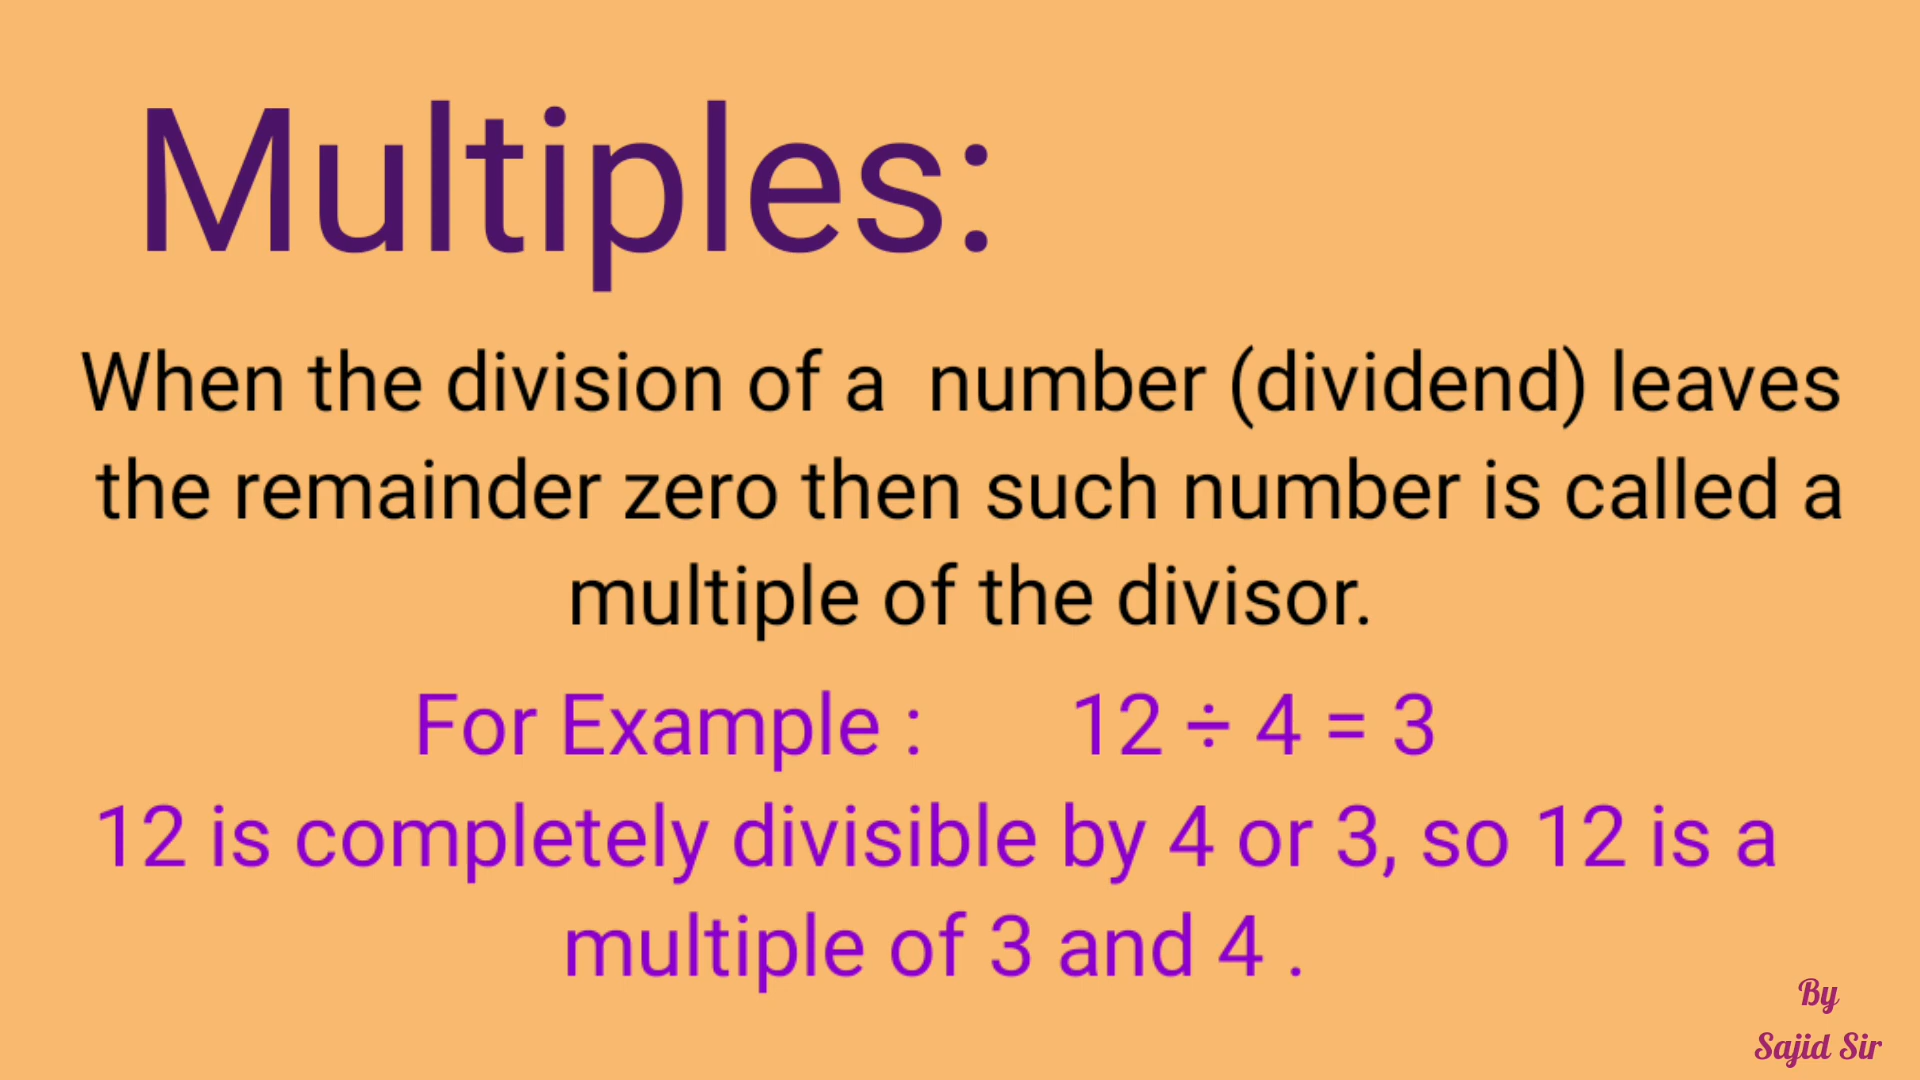 Multiples:
When the division of a  number (dividend) leaves
the remainder zero then such number is called a
multiple of the divisor.
For Example :      12 ÷ 4 = 3
12 is completely divisible by 4 or 3, so 12 is a
multiple of 3 and 4 .
By
Sajid Sir